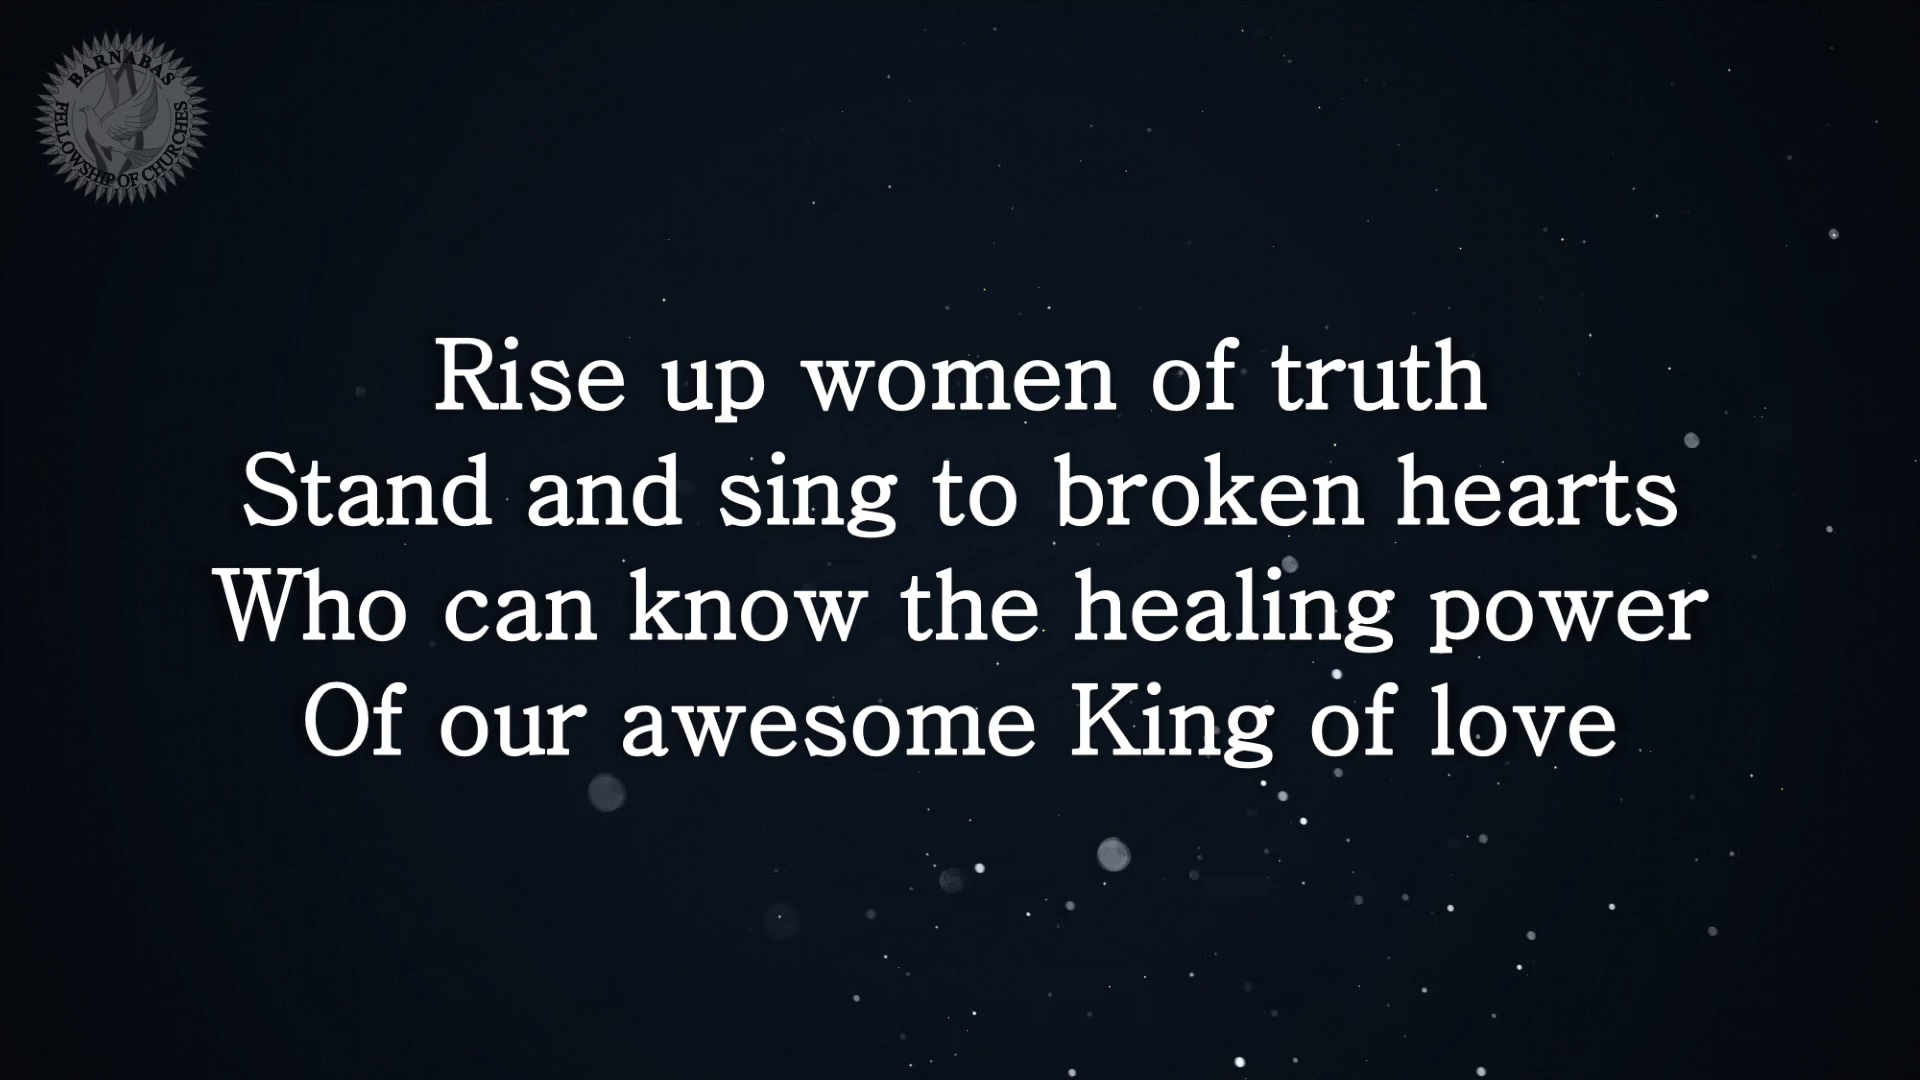 BARNABAS
FELLOWSHIP OF CHURCHES
Rise up women of truth
Stand and sing to broken hearts
Who can know the healing power
Of our awesome King of love